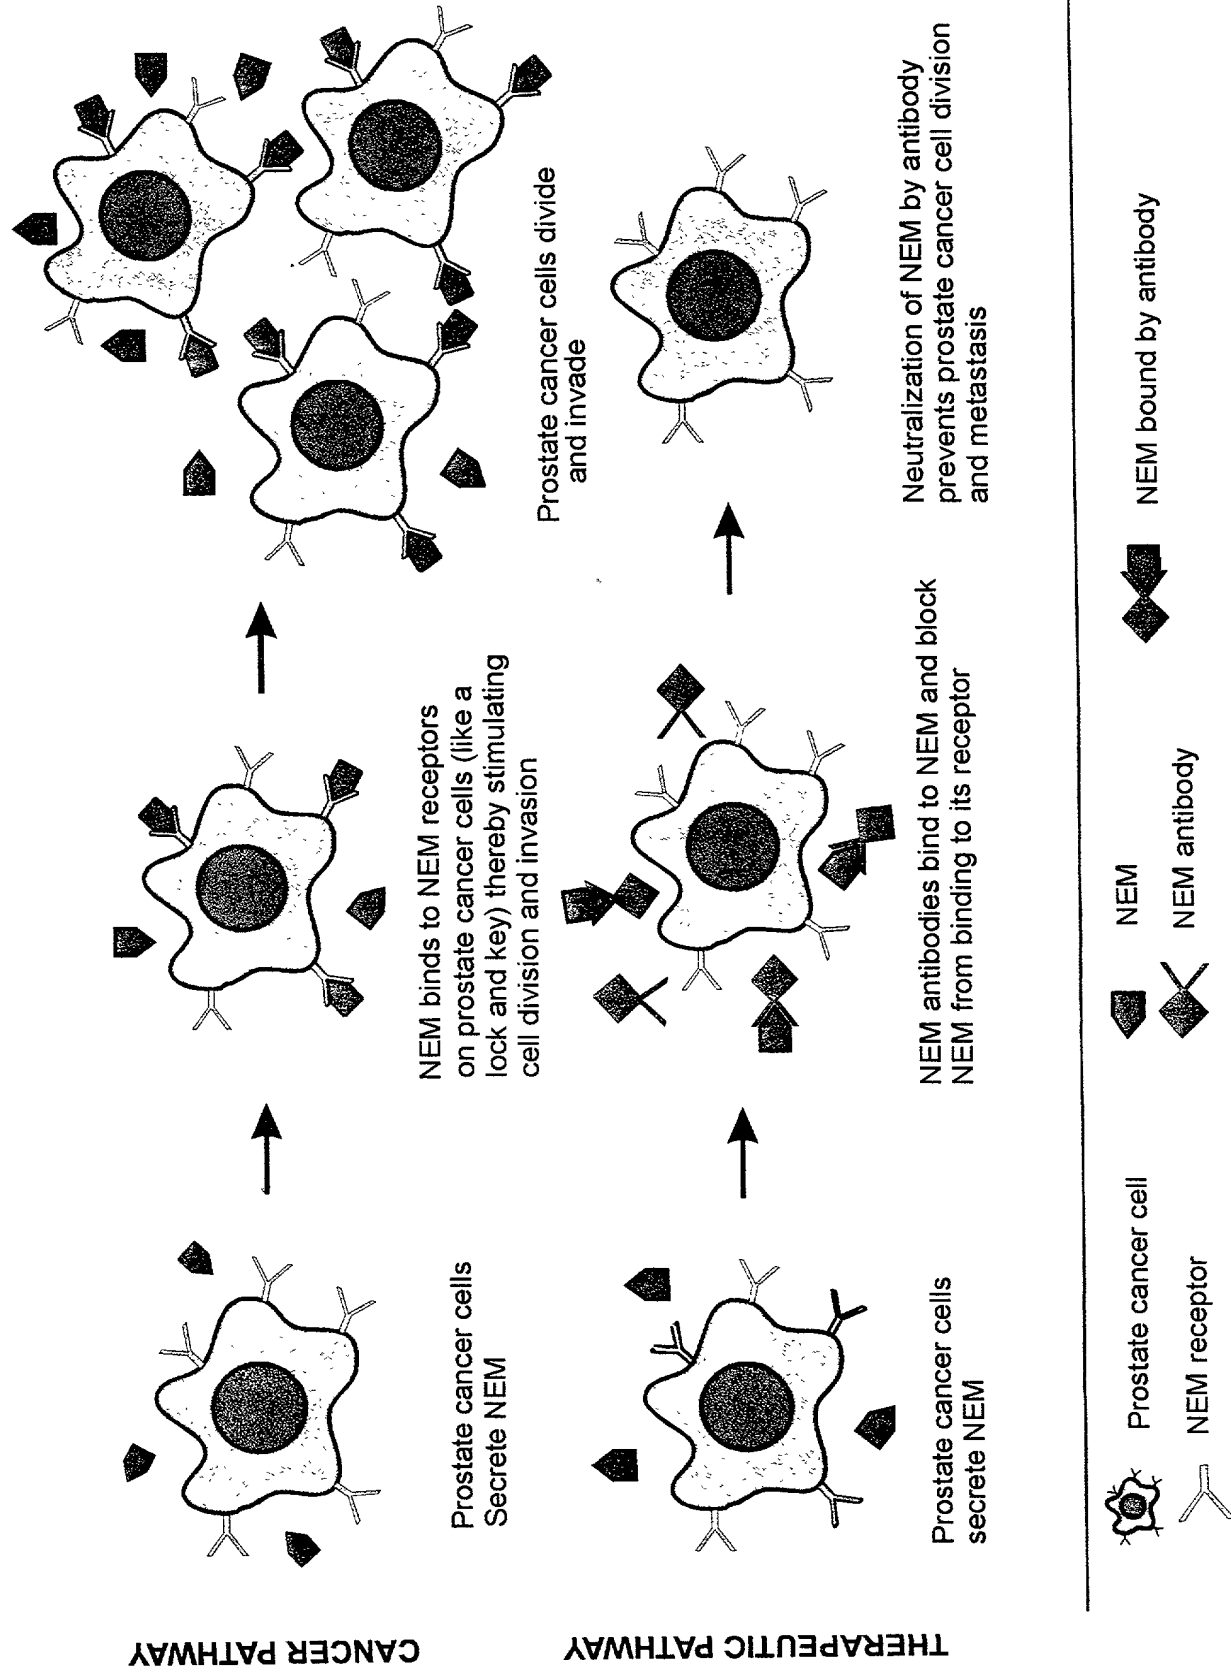 CANCER PATHWAY
Prostate cancer cells
Secrete NEM
NEM binds to NEM receptors
on prostate cancer cells (like a
lock and key) thereby stimulating
cell division and invasion
Prostate cancer cells divide
and invade
THERAPEUTIC PATHWAY
Prostate cancer cells
secrete NEM
NEM antibodies bind to NEM and block
NEM from binding to its receptor
Neutralization of NEM by antibody
prevents prostate cancer cell division
and metastasis
Prostate cancer cell
NEM
NEM bound by antibody
NEM receptor
NEM antibody